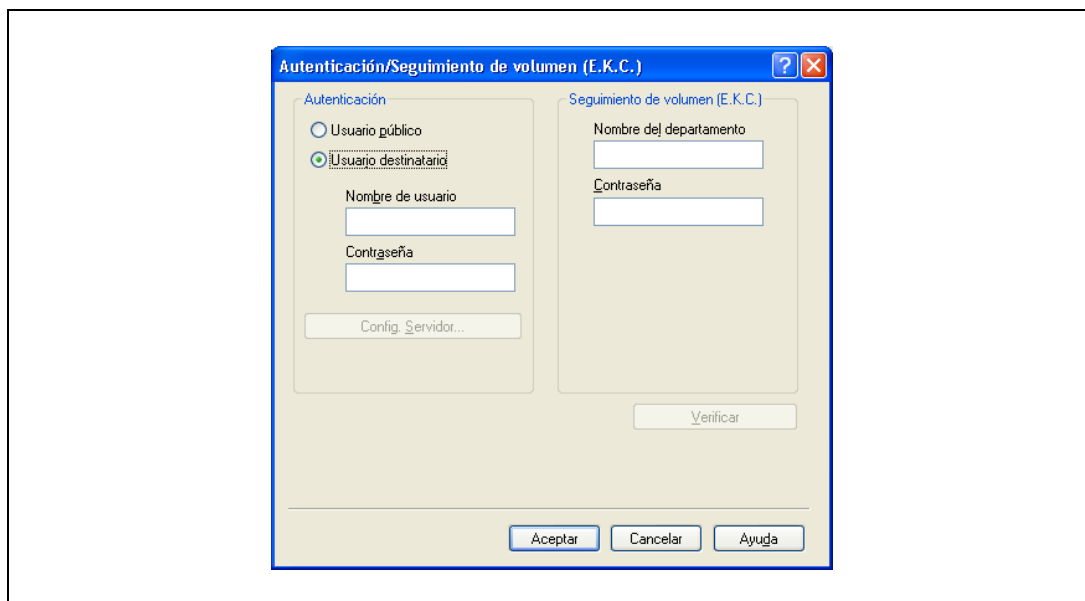 Autenticación/Seguimiento de volumen (E.K.C.)
Autenticación
Usuario público
Usuario destinatario
Nombre de usuario
Contraseña
Config. Servidor...
Seguimiento de volumen (E.K.C.)
Nombre del departamento
Contraseña
Verificar
Aceptar
Cancelar
Ayuda